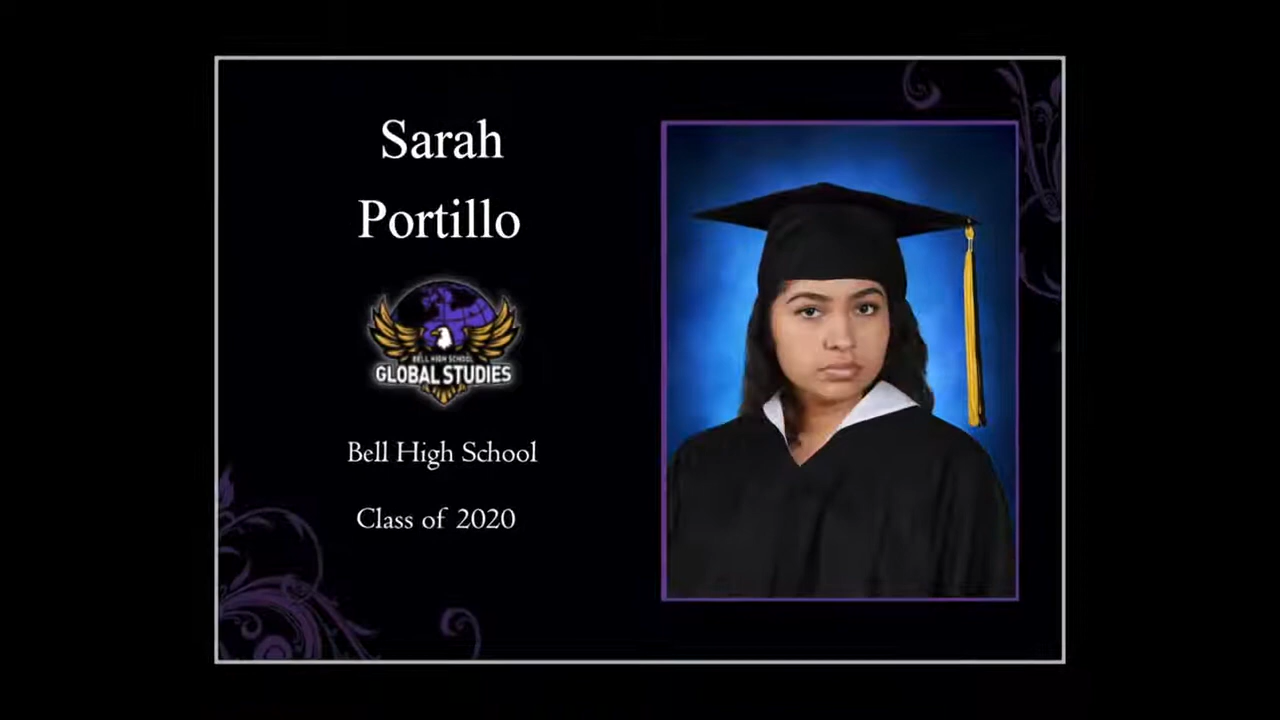 Sarah
Portillo
BELL HIGH SCHOOL
GLOBAL STUDIES
Bell High School
Class of 2020